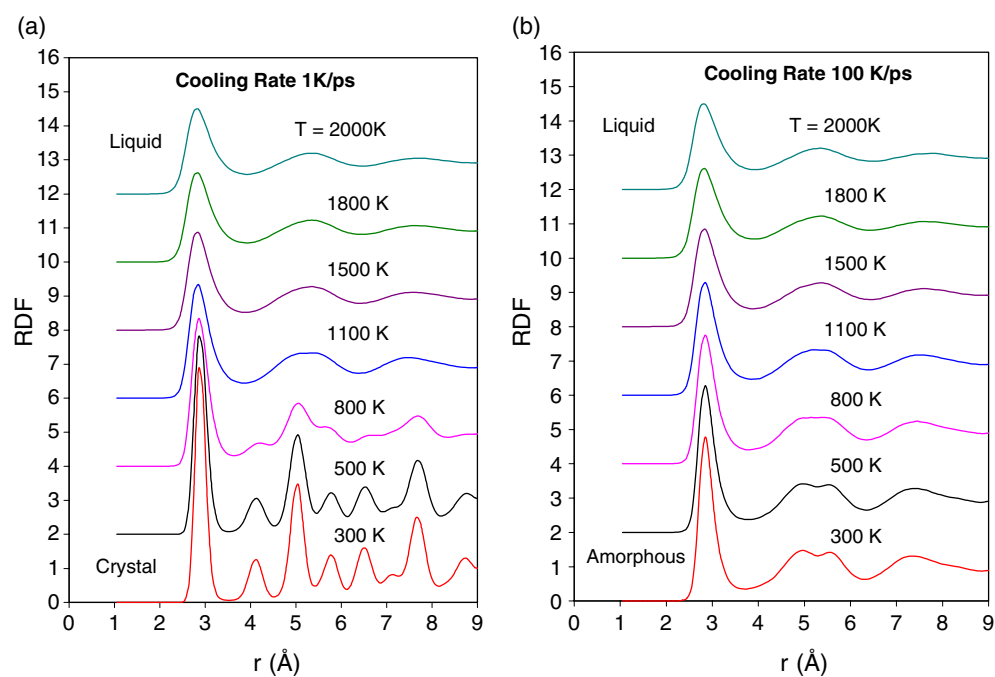 (a)
Cooling Rate 1K/ps
Liquid
T = 2000K
1800 K
1500 K
1100 K
800 K
500 K
300 K
Crystal
RDF
16
15
14
13
12
11
10
9
8
7
6
5
4
3
2
1
0
0 1 2 3 4 5 6 7 8 9
r (Å)
(b)
Cooling Rate 100 K/ps
Liquid
T = 2000K
1800 K
1500 K
1100 K
800 K
500 K
300 K
Amorphous
RDF
16
15
14
13
12
11
10
9
8
7
6
5
4
3
2
1
0
0 1 2 3 4 5 6 7 8 9
r (Å)